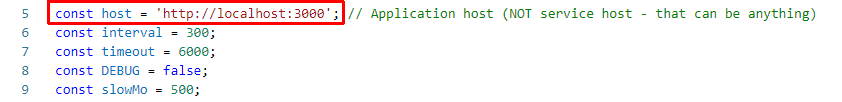 5 const host = 'http://localhost:3000'; // Application host (NOT service host - that can be anything)
6 const interval = 300;
7 const timeout = 6000;
8 const DEBUG = false;
9 const slowMo = 500;